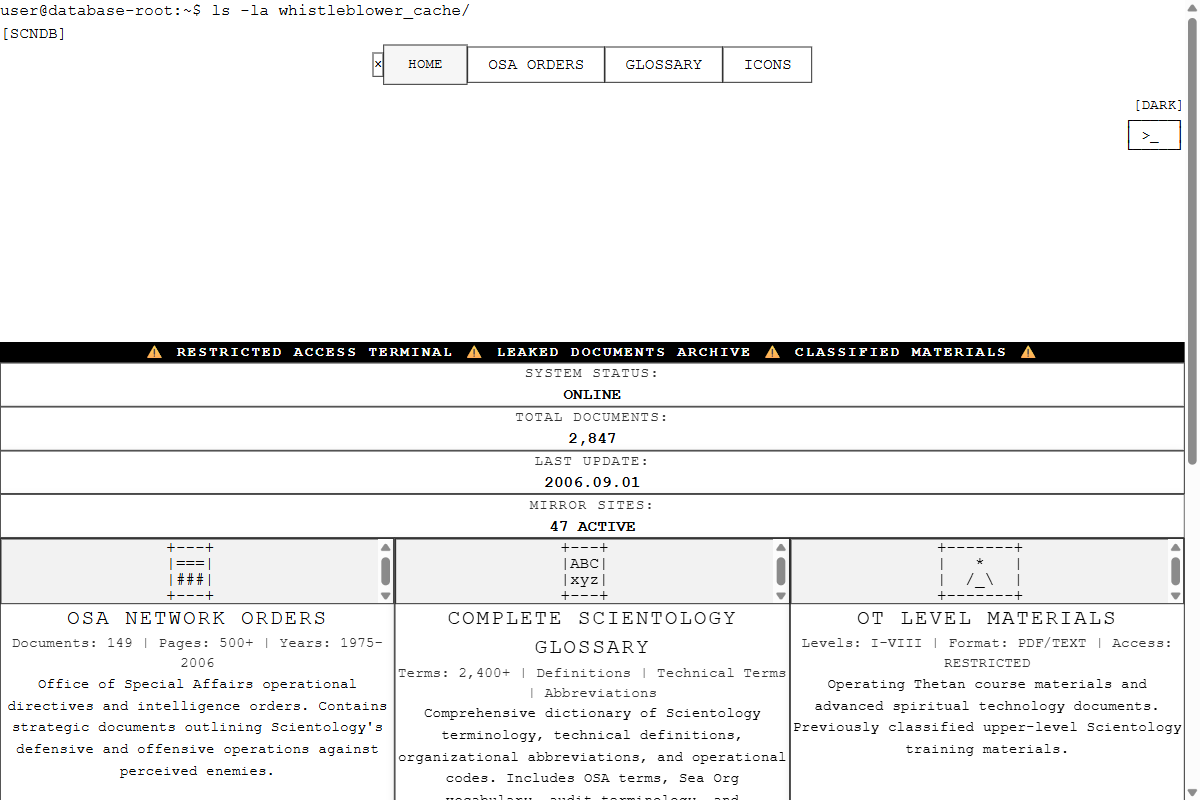 user@database-root:~$ ls -la whistleblower_cache/
[SCNDB]
× HOME OSA ORDERS GLOSSARY ICONS
[DARK]
>_
⚠ RESTRICTED ACCESS TERMINAL ⚠ LEAKED DOCUMENTS ARCHIVE ⚠ CLASSIFIED MATERIALS ⚠
SYSTEM STATUS:
ONLINE
TOTAL DOCUMENTS:
2,847
LAST UPDATE:
2006.09.01
MIRROR SITES:
47 ACTIVE
+---+
|===|
|###|
+---+
OSA NETWORK ORDERS
Documents: 149 | Pages: 500+ | Years: 1975-
2006
Office of Special Affairs operational
directives and intelligence orders. Contains
strategic documents outlining Scientology's
defensive and offensive operations against
perceived enemies.
+---+
|ABC|
|xyz|
+---+
COMPLETE SCIENTOLOGY
GLOSSARY
Terms: 2,400+ | Definitions | Technical Terms
| Abbreviations
Comprehensive dictionary of Scientology
terminology, technical definitions,
organizational abbreviations, and operational
codes. Includes OSA terms, Sea Org
vocabulary, audit terminology, and
+-------+
|   *   |
|  /_\  |
+-------+
OT LEVEL MATERIALS
Levels: I-VIII | Format: PDF/TEXT | Access:
RESTRICTED
Operating Thetan course materials and
advanced spiritual technology documents.
Previously classified upper-level Scientology
training materials.